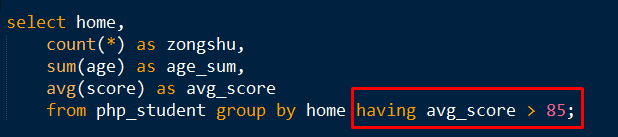 select home,
count(*) as zongshu,
sum(age) as age_sum,
avg(score) as avg_score
from php_student group by home having avg_score > 85;